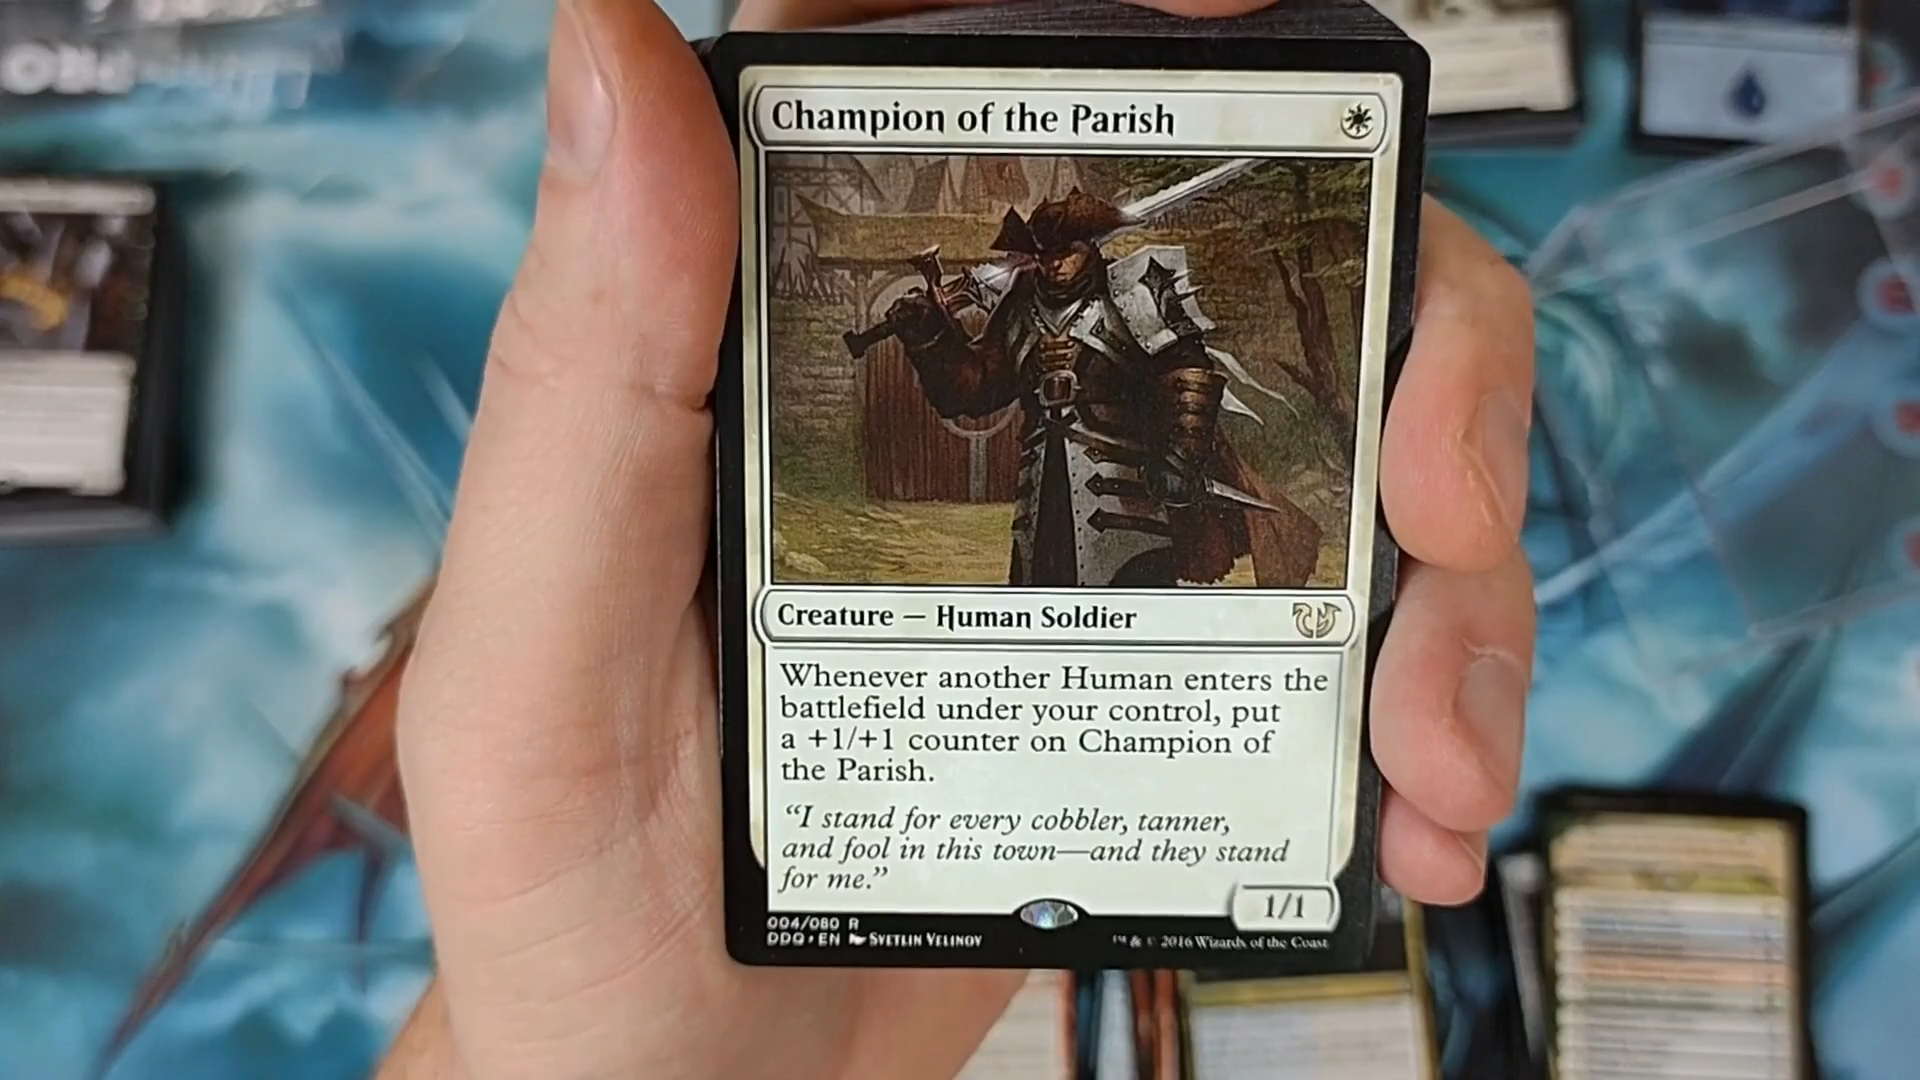 Champion of the Parish
Creature — Human Soldier
Whenever another Human enters the
battlefield under your control, put
a +1/+1 counter on Champion of
the Parish.
“I stand for every cobbler, tanner,
and fool in this town—and they stand
for me.”
1/1
004/080 R
DDQ • EN Svetlin Velinov
™ & © 2016 Wizards of the Coast